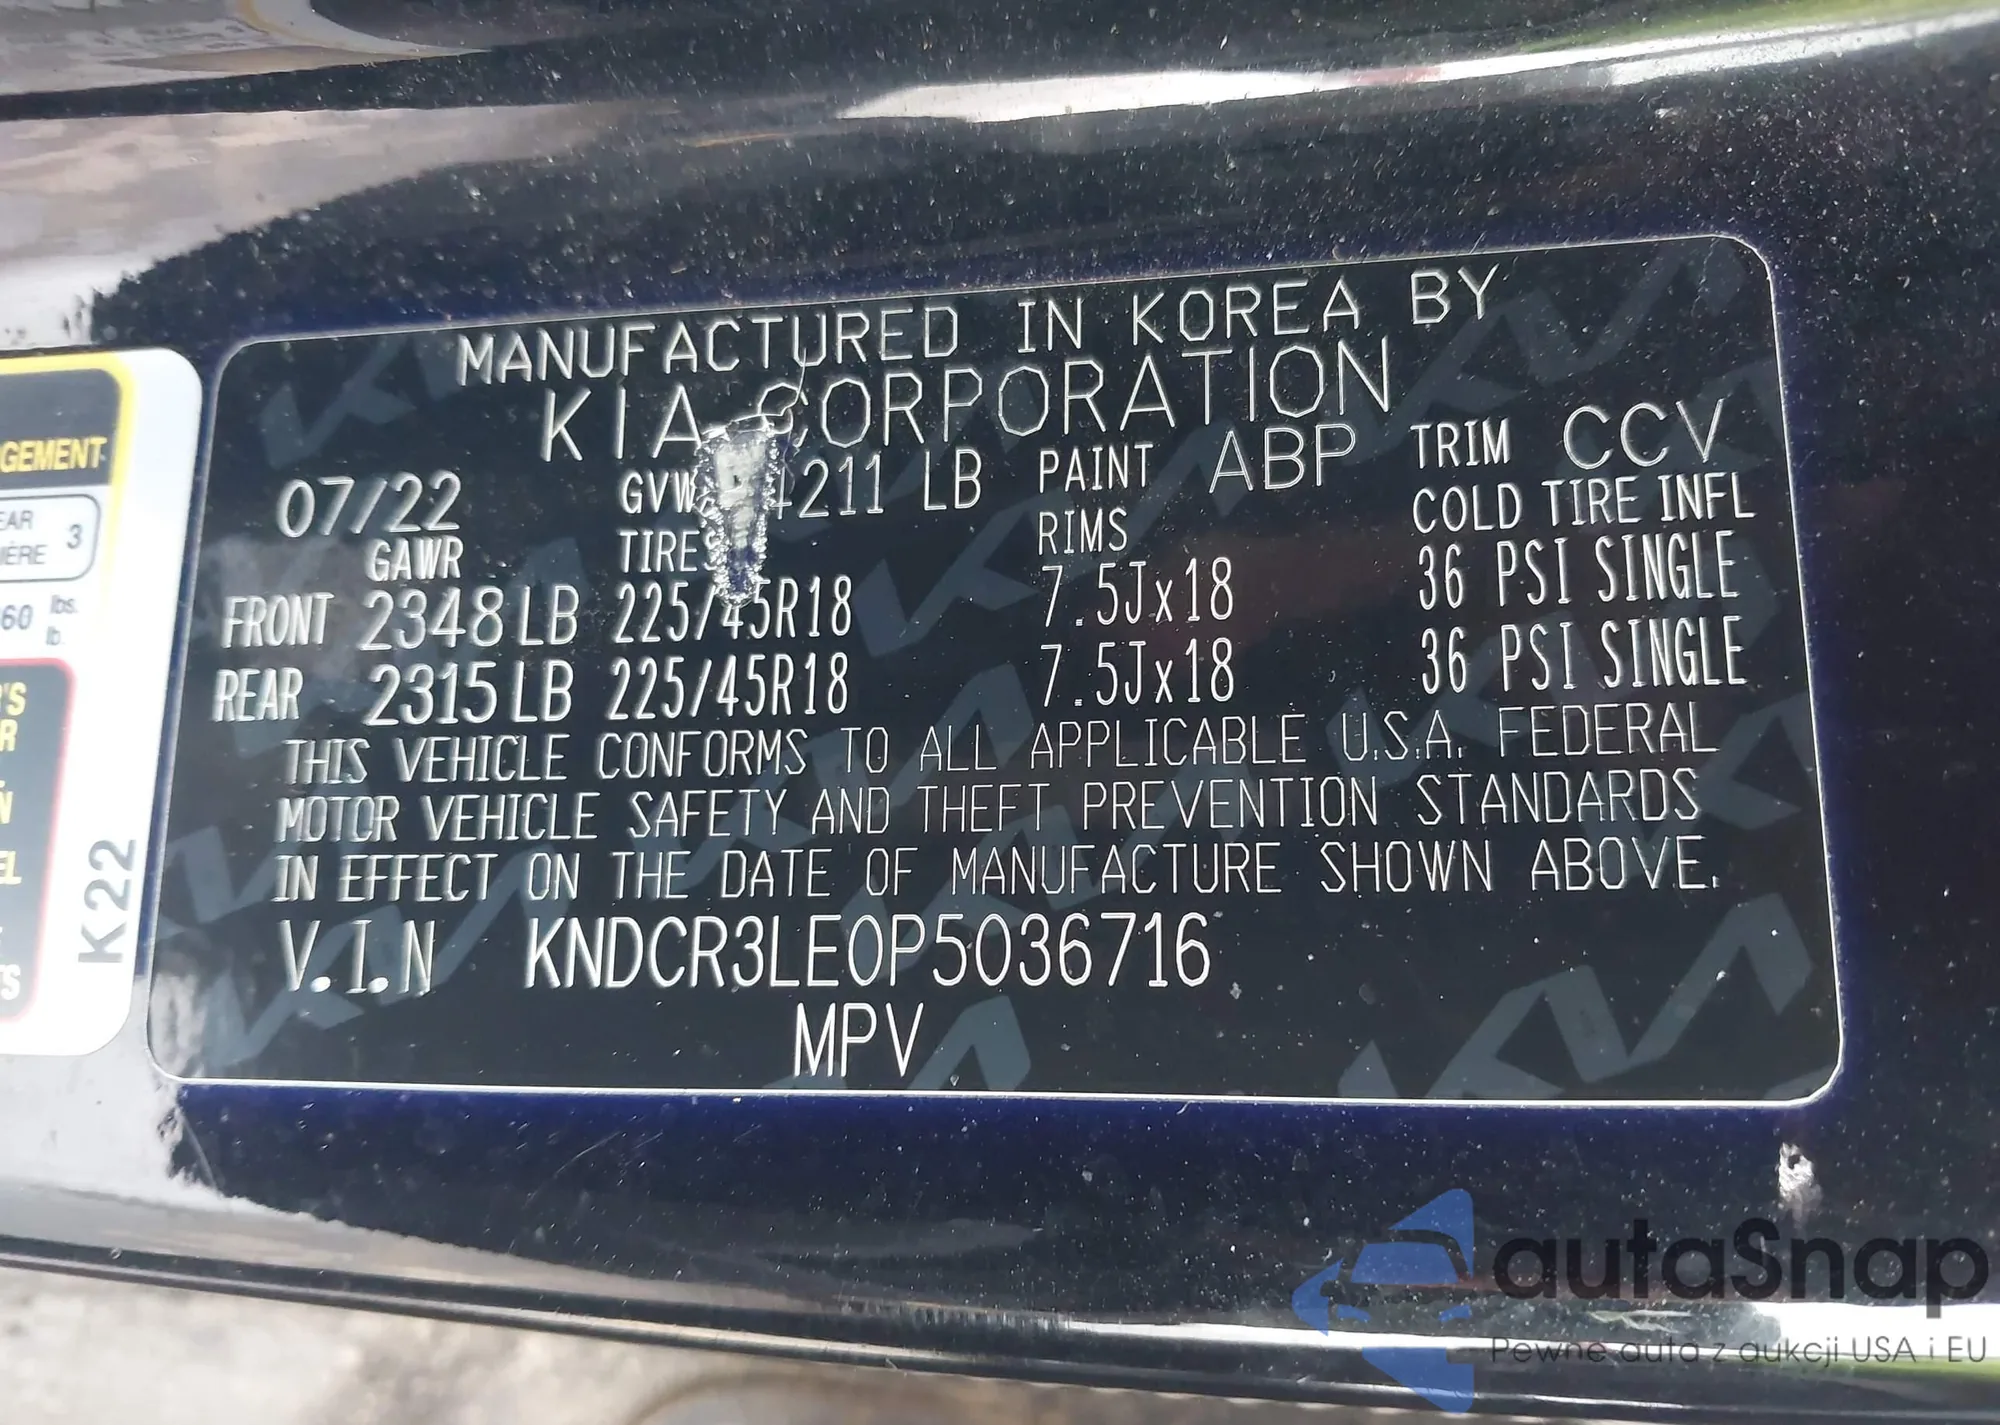 MANUFACTURED IN KOREA BY
KIA CORPORATION
07/22 4211 LB PAINT ABP TRIM CCV
GAWR TIRES RIMS COLD TIRE INFL
FRONT 2348 LB 225/45R18 7.5Jx18 36 PSI SINGLE
REAR 2315 LB 225/45R18 7.5Jx18 36 PSI SINGLE
THIS VEHICLE CONFORMS TO ALL APPLICABLE U.S.A. FEDERAL
MOTOR VEHICLE SAFETY AND THEFT PREVENTION STANDARDS
IN EFFECT ON THE DATE OF MANUFACTURE SHOWN ABOVE.
V.I.N KNDCR3LE0P5036716
MPV
3
lbs.
lb.
K22
autaSnap
Pewne auta z aukcji USA i EU